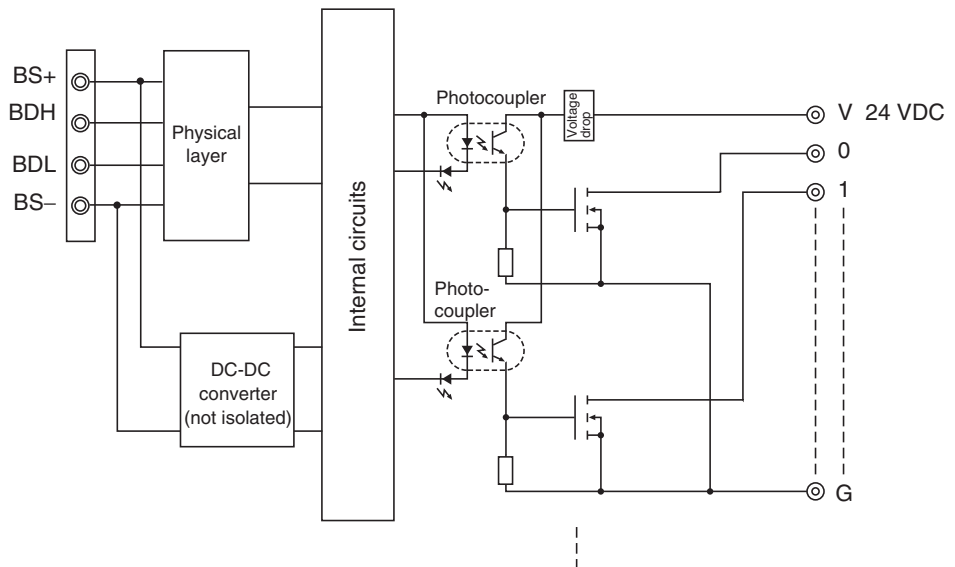 BS+
BDH
BDL
BS−
Physical
layer
DC-DC
converter
(not isolated)
Internal circuits
Photocoupler
Voltage
drop
Photo-
coupler
V 24 VDC
0
1
G